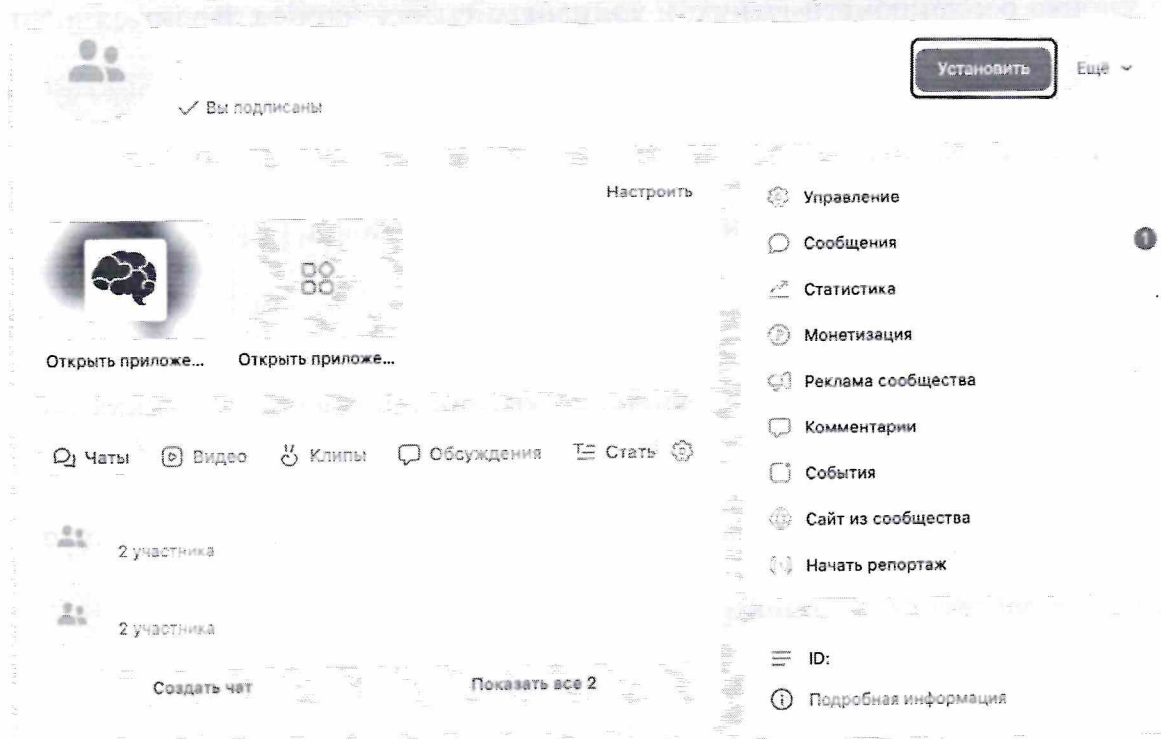 Установить
Ещё
Вы подписаны
Настроить
Открыть приложе...
Открыть приложе...
Чаты
Видео
Клипы
Обсуждения
Стать
2 участника
2 участника
Создать чат
Показать все 2
Управление
Сообщения
1
Статистика
Монетизация
Реклама сообщества
Комментарии
События
Сайт из сообщества
Начать репортаж
ID:
Подробная информация